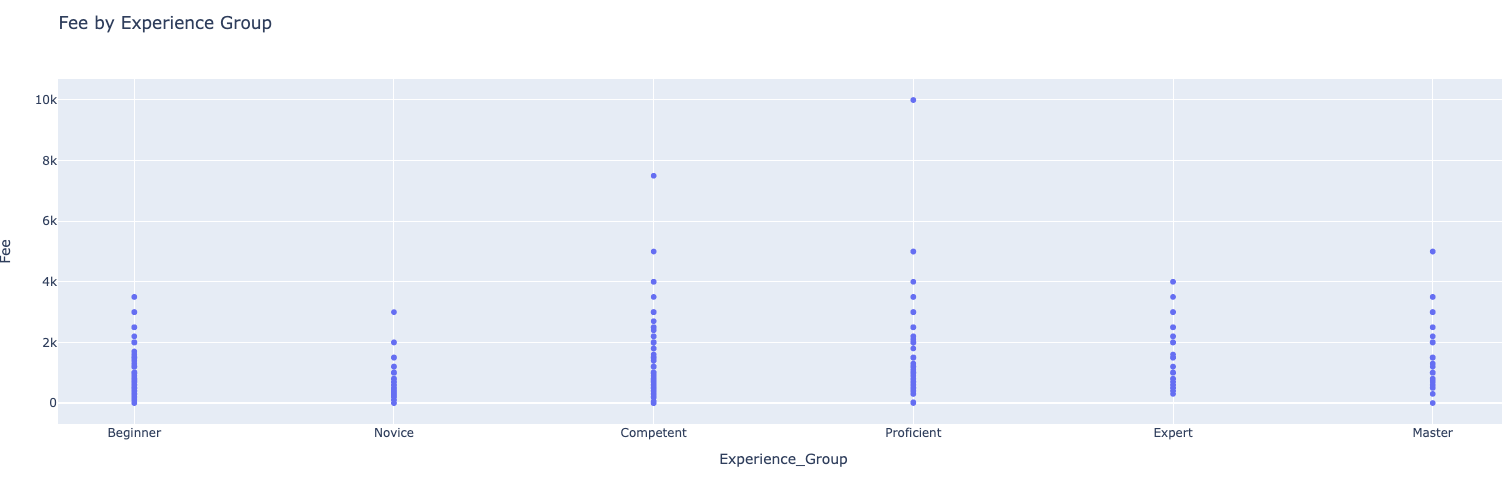 Fee by Experience Group
Fee
10k
8k
6k
4k
2k
0
Beginner Novice Competent Proficient Expert Master
Experience_Group